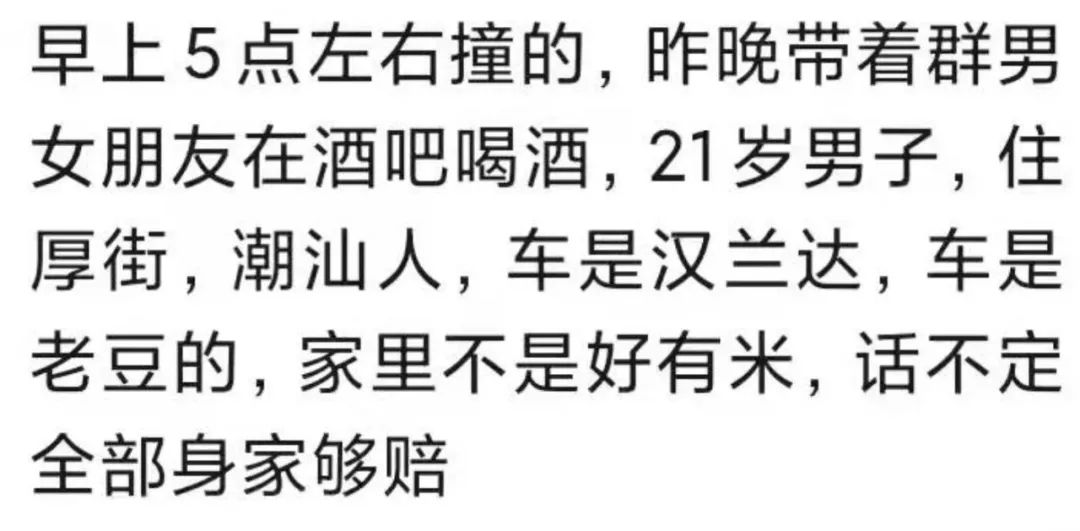 早上5点左右撞的，昨晚带着群男
女朋友在酒吧喝酒，21岁男子，住
厚街，潮汕人，车是汉兰达，车是
老豆的，家里不是好有米，话不定
全部身家够赔